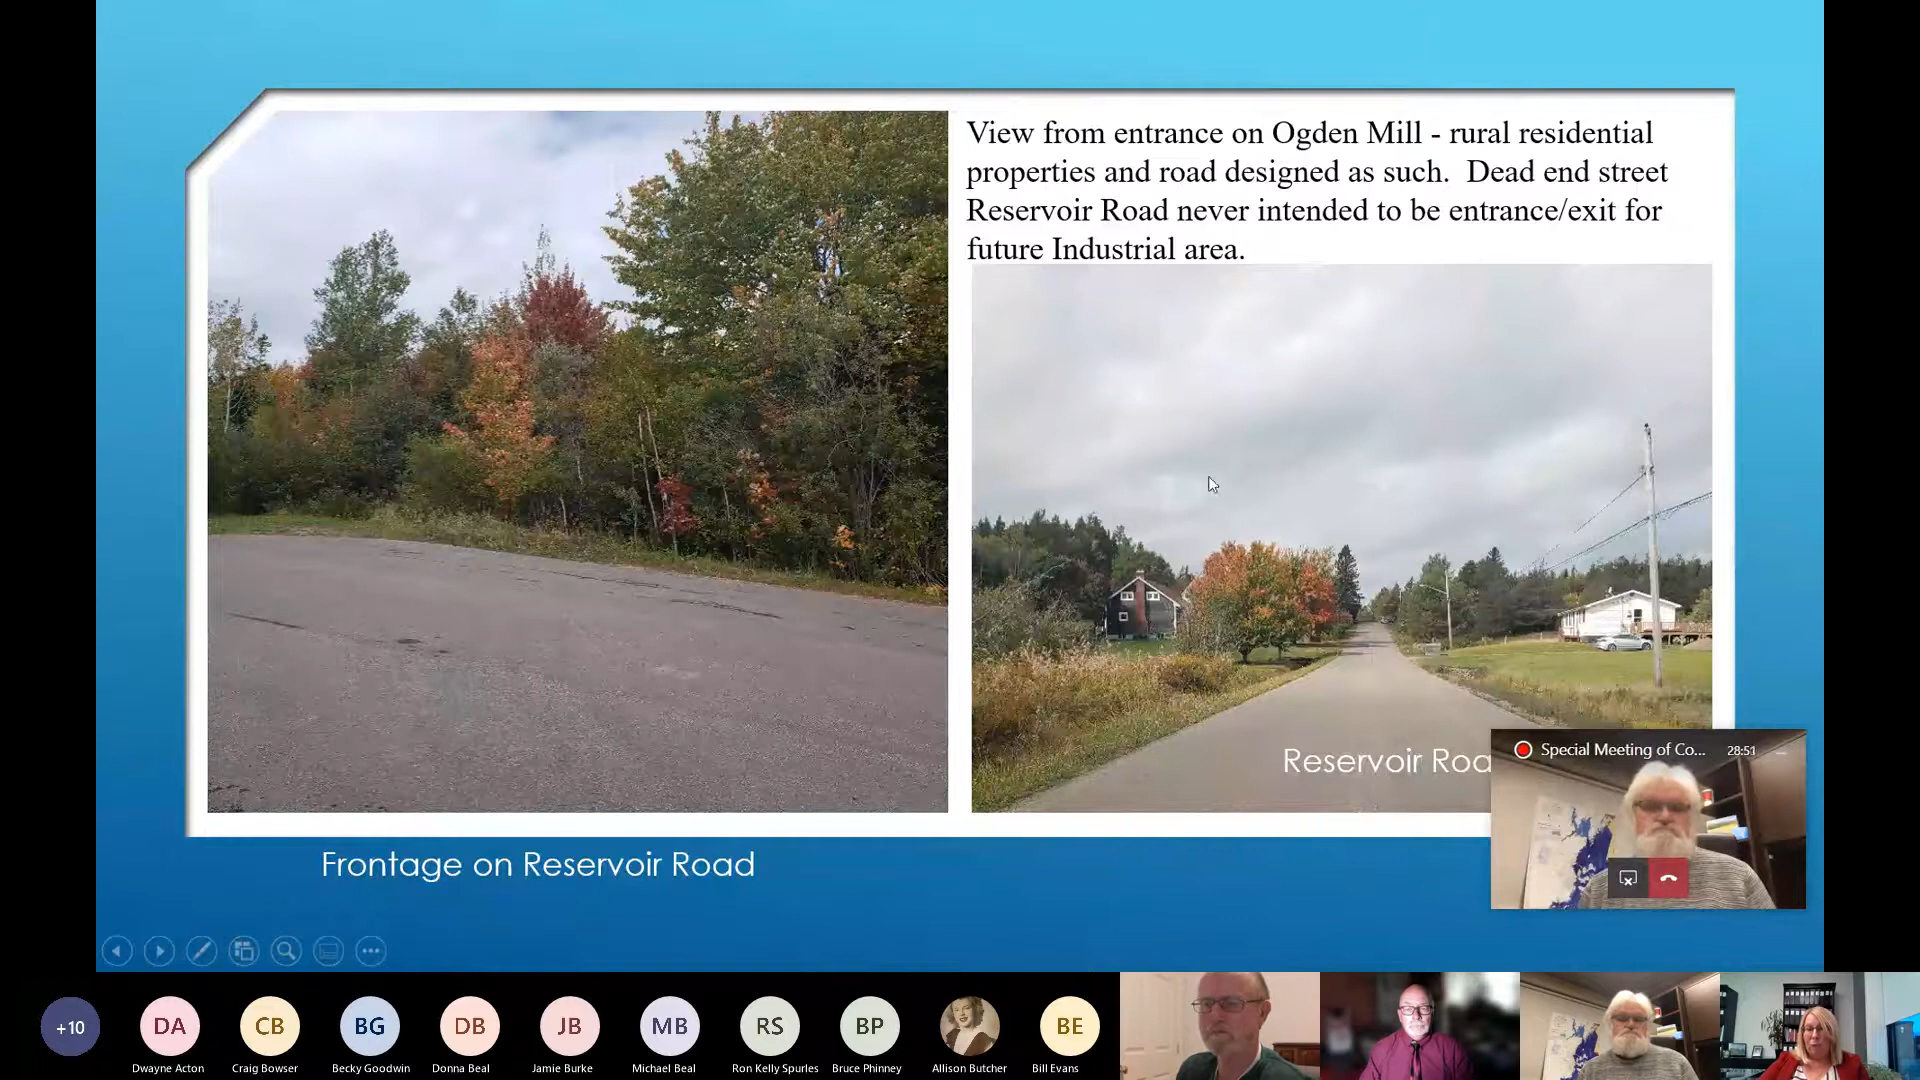 View from entrance on Ogden Mill - rural residential
properties and road designed as such.  Dead end street
Reservoir Road never intended to be entrance/exit for
future Industrial area.
Reservoir Roa
Special Meeting of Co... 28:51
Frontage on Reservoir Road
+10
DA
CB
BG
DB
JB
MB
RS
BP
BE
Dwayne Acton
Craig Bowser
Becky Goodwin
Donna Beal
Jamie Burke
Michael Beal
Ron Kelly Spurles
Bruce Phinney
Allison Butcher
Bill Evans